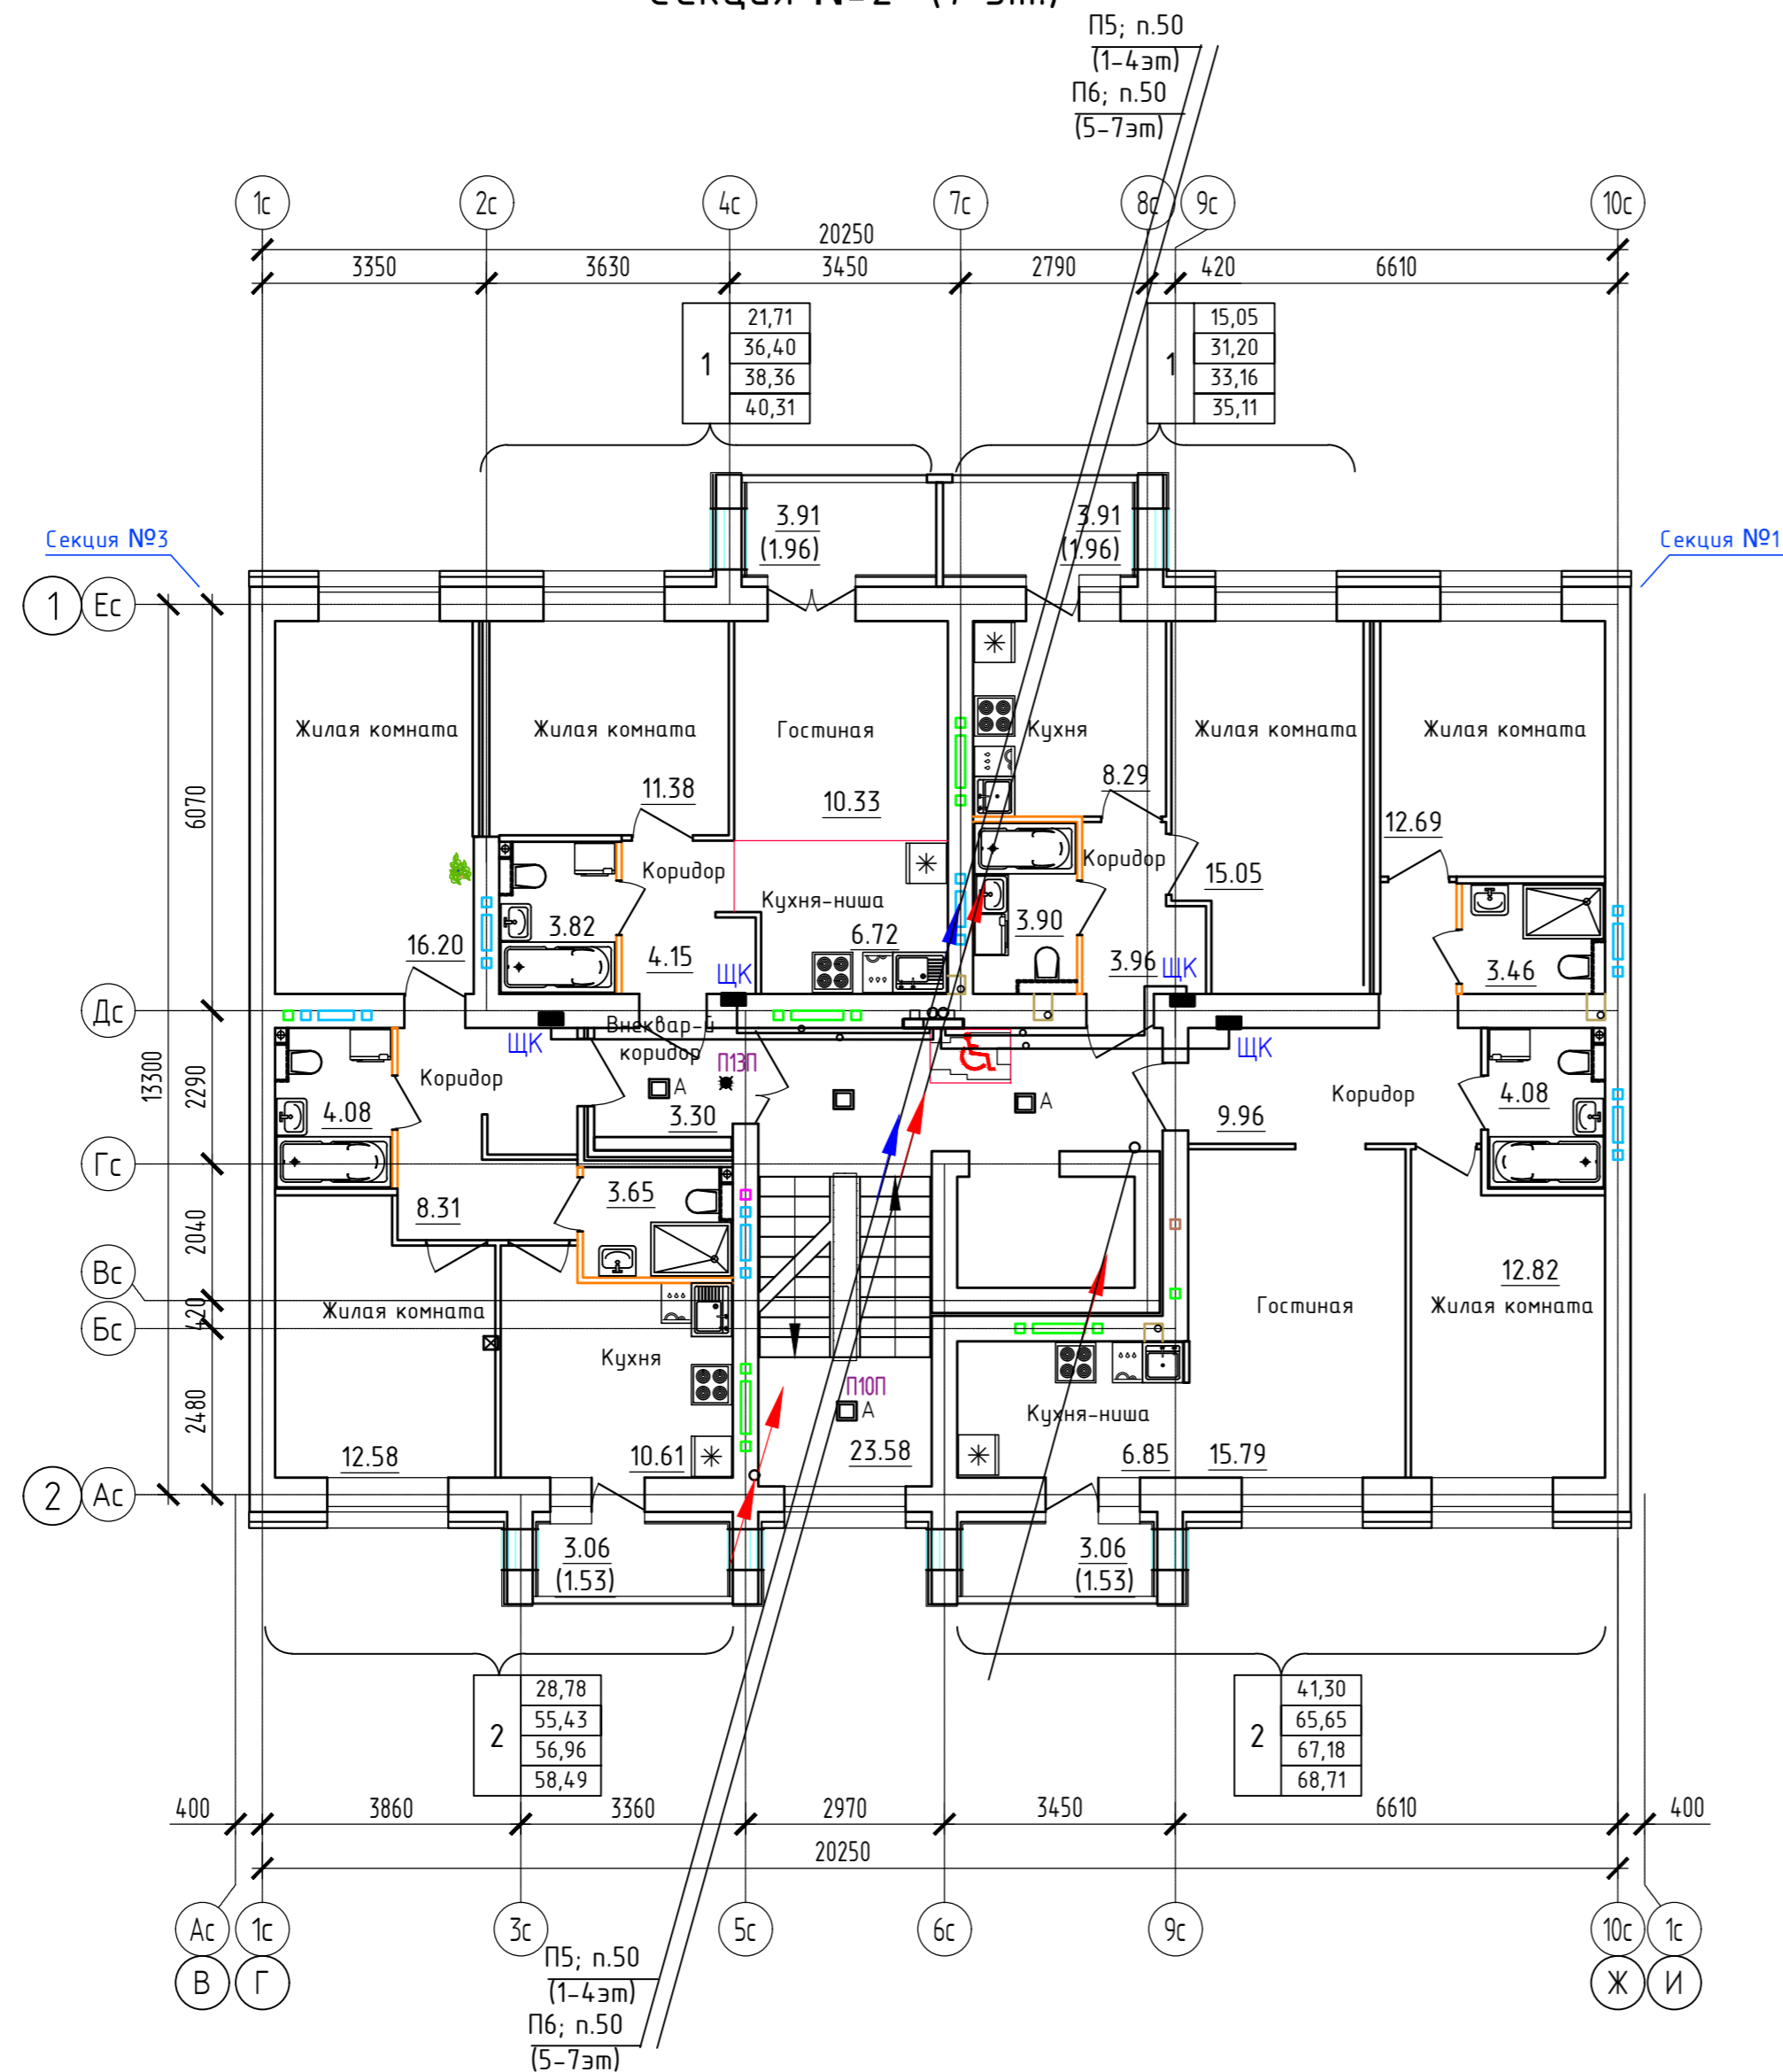 П5; п.50
(1-4эт)
П6; п.50
(5-7эт)
1с 2с 4с 7с 8с 9с 10с
20250
3350 3630 3450 2790 420 6610
1
21,71
36,40
38,36
40,31
1
15,05
31,20
33,16
35,11
Секция №3
3.91
(1.96)
3.91
(1.96)
Секция №1
1 Ес
Жилая комната Жилая комната Гостиная Кухня Жилая комната Жилая комната
11.38 10.33 8.29
6070
12.69
Коридор Коридор
15.05
Кухня-ниша
3.82 6.72 3.90
16.20 4.15 3.96 3.46
ЩК ЩК
Дс
Внеквар-й
коридор
ЩК ЩК
П13П
Коридор А А Коридор
13300
2290
4.08 3.30 9.96 4.08
Гс
3.65
8.31
2040
Вс
12.82
420
Бс
Жилая комната Гостиная Жилая комната
Кухня
П10П
А
Кухня-ниша
2480
12.58 10.61 23.58 6.85 15.79
2 Ас
3.06
(1.53)
3.06
(1.53)
2
28,78
55,43
56,96
58,49
2
41,30
65,65
67,18
68,71
400 3860 3360 2970 3450 6610 400
20250
Ас 1с 3с 5с 6с 9с 10с 1с
В Г Ж И
П5; п.50
(1-4эт)
П6; п.50
(5-7эт)